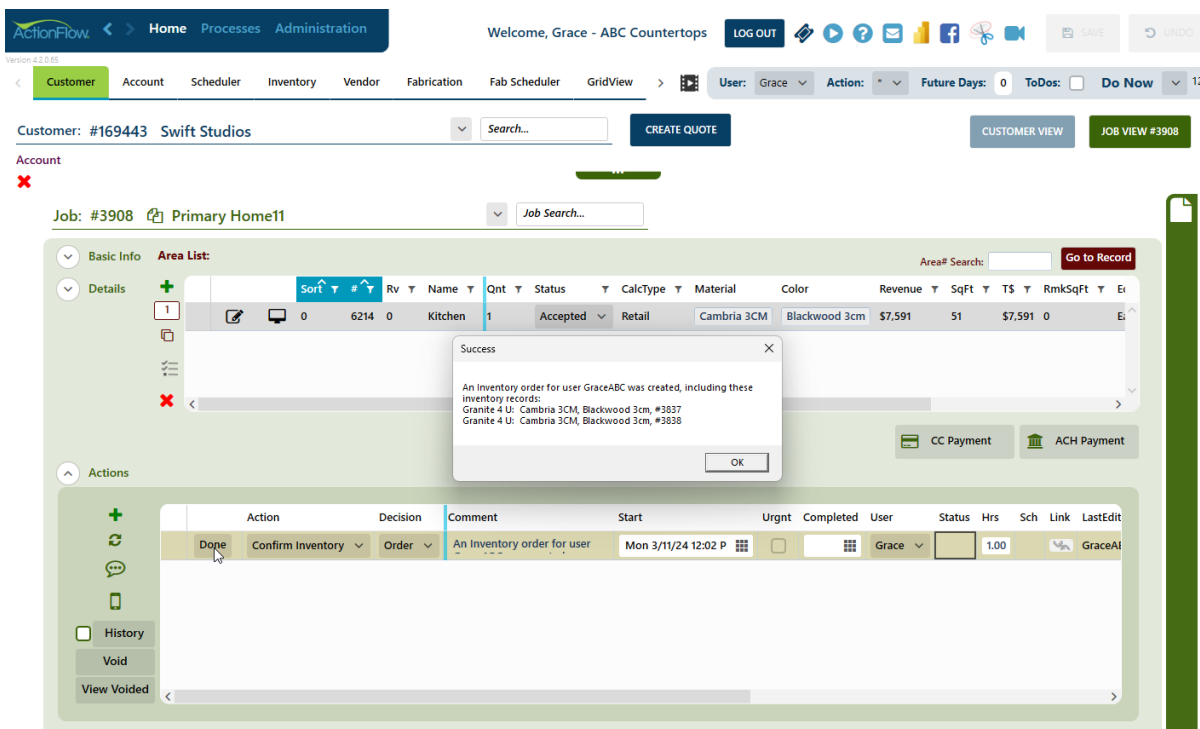 ActionFlow. Home Processes Administration
Welcome, Grace - ABC Countertops
LOG OUT
SAVE
UNDO
Version 4.2.0.65
Customer Account Scheduler Inventory Vendor Fabrication Fab Scheduler GridView
User: Grace Action: * Future Days: 0 ToDos: Do Now 12
Customer: #169443 Swift Studios
Search...
CREATE QUOTE
CUSTOMER VIEW
JOB VIEW #3908
Account
Job: #3908 Primary Home11
Job Search...
Basic Info
Area List:
Area# Search:
Go to Record
Details
Sort # Rv Name Qnt Status CalcType Material Color Revenue SqFt T$ RmkSqFt
1
0 6214 0 Kitchen 1 Accepted Retail Cambria 3CM Blackwood 3cm $7,591 51 $7,591 0
Success
An Inventory order for user GraceABC was created, including these
inventory records:
Granite 4 U: Cambria 3CM, Blackwood 3cm, #3837
Granite 4 U: Cambria 3CM, Blackwood 3cm, #3838
OK
CC Payment
ACH Payment
Actions
Action Decision Comment Start Urgnt Completed User Status Hrs Sch Link LastEdit
Done Confirm Inventory Order An Inventory order for user Mon 3/11/24 12:02 P Grace 1.00 GraceAB
History
Void
View Voided